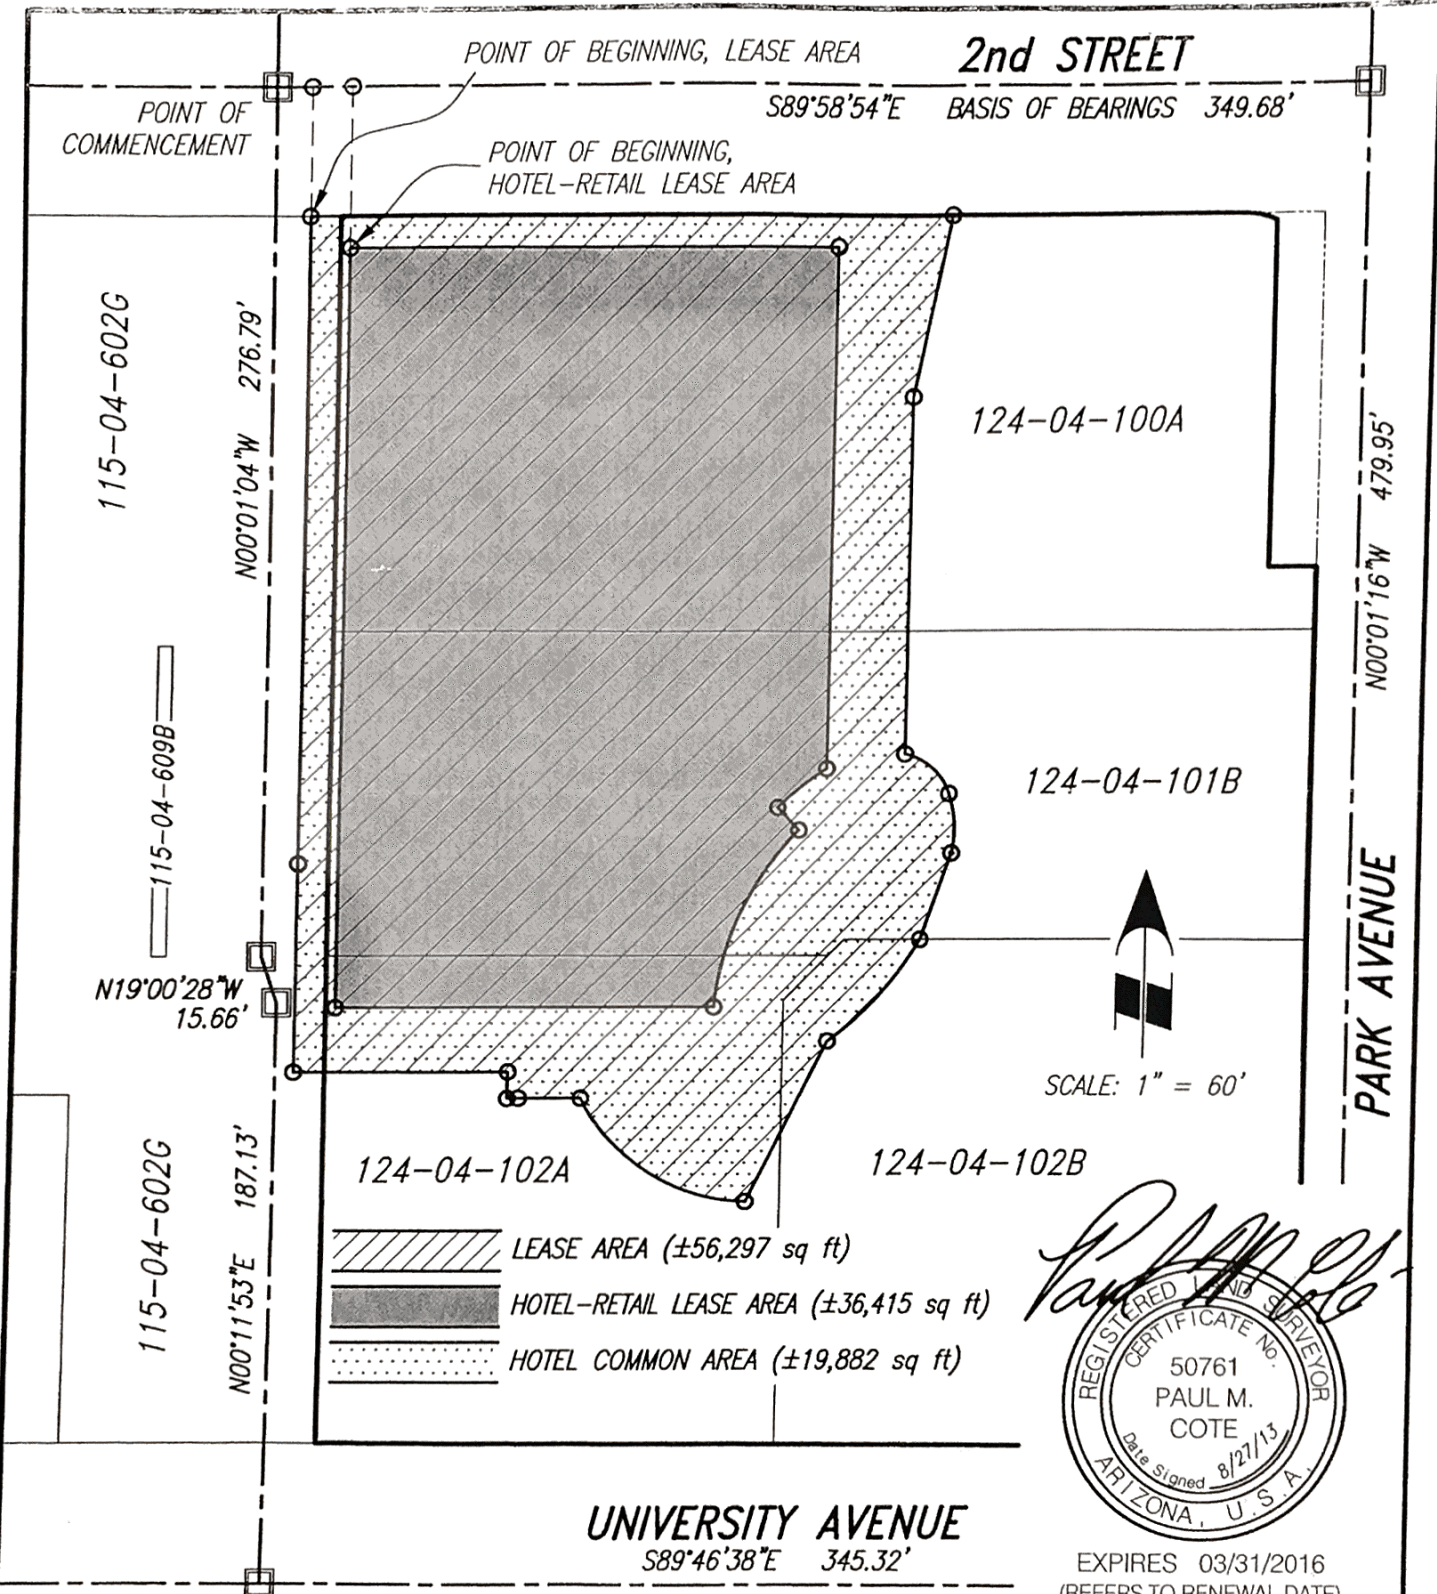 POINT OF BEGINNING, LEASE AREA
2nd STREET
POINT OF
COMMENCEMENT
S89°58'54"E BASIS OF BEARINGS 349.68'
POINT OF BEGINNING,
HOTEL-RETAIL LEASE AREA
115-04-602G
N00°01'04"W 276.79'
124-04-100A
N00°01'16"W 479.95'
115-04-609B
124-04-101B
PARK AVENUE
N19°00'28"W
15.66'
SCALE: 1" = 60'
115-04-602G
N00°11'53"E 187.13'
124-04-102A
124-04-102B
LEASE AREA (±56,297 sq ft)
HOTEL-RETAIL LEASE AREA (±36,415 sq ft)
HOTEL COMMON AREA (±19,882 sq ft)
REGISTERED LAND SURVEYOR
CERTIFICATE No.
50761
PAUL M.
COTE
Date Signed 8/27/13
ARIZONA, U.S.A.
UNIVERSITY AVENUE
S89°46'38"E 345.32'
EXPIRES 03/31/2016
(REFERS TO RENEWAL DATE)